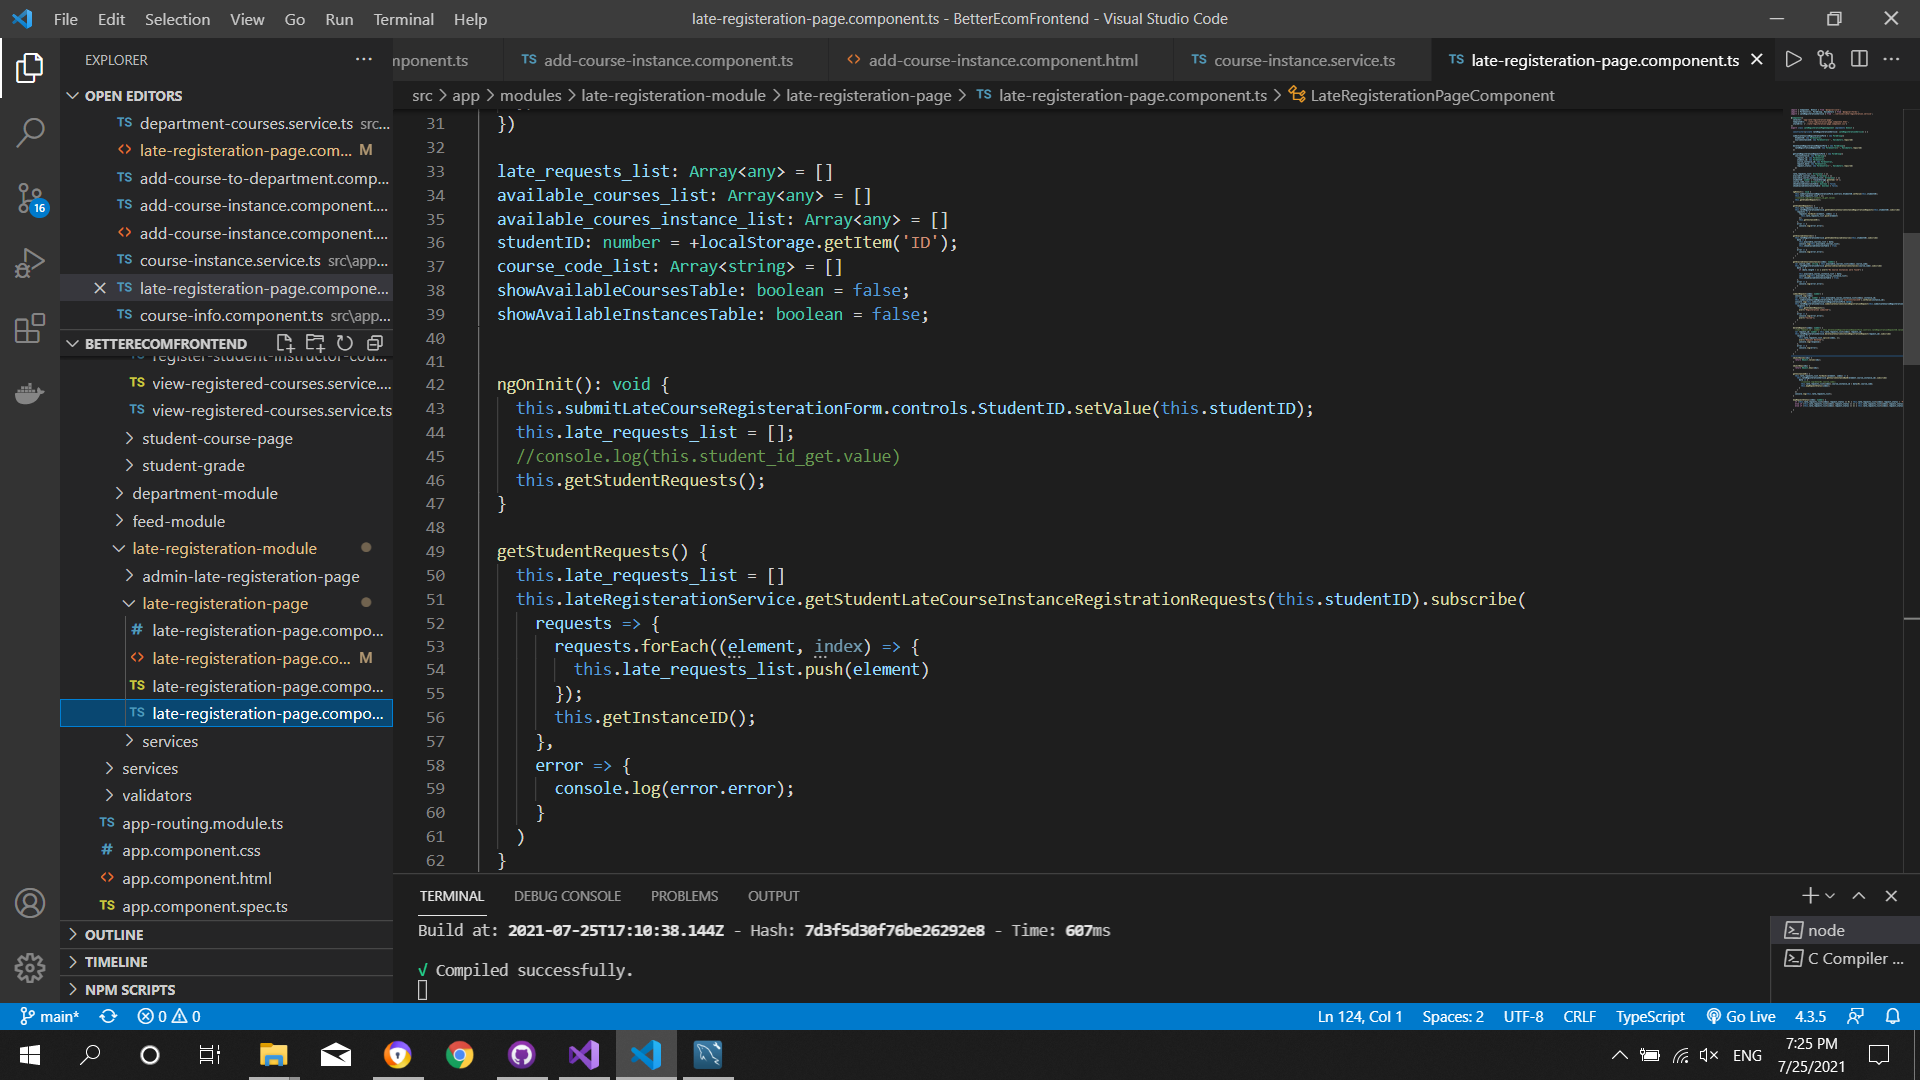 File Edit Selection View Go Run Terminal Help
late-registeration-page.component.ts - BetterEcomFrontend - Visual Studio Code
EXPLORER
mponent.ts
TS add-course-instance.component.ts
<> add-course-instance.component.html
TS course-instance.service.ts
TS late-registeration-page.component.ts
OPEN EDITORS
TS department-courses.service.ts src...
<> late-registeration-page.com... M
TS add-course-to-department.comp...
TS add-course-instance.component....
<> add-course-instance.component....
TS course-instance.service.ts src\app...
TS late-registeration-page.compone...
TS course-info.component.ts src\app...
BETTERECOMFRONTEND
TS register-student-instructor-cou...
TS view-registered-courses.service....
TS view-registered-courses.service.ts
student-course-page
student-grade
department-module
feed-module
late-registeration-module
admin-late-registeration-page
late-registeration-page
# late-registeration-page.compo...
<> late-registeration-page.co... M
TS late-registeration-page.compo...
TS late-registeration-page.compo...
services
services
validators
TS app-routing.module.ts
# app.component.css
<> app.component.html
TS app.component.spec.ts
OUTLINE
TIMELINE
NPM SCRIPTS
16
src > app > modules > late-registeration-module > late-registeration-page > TS late-registeration-page.component.ts > LateRegisterationPageComponent
31 })
32
33 late_requests_list: Array<any> = []
34 available_courses_list: Array<any> = []
35 available_coures_instance_list: Array<any> = []
36 studentID: number = +localStorage.getItem('ID');
37 course_code_list: Array<string> = []
38 showAvailableCoursesTable: boolean = false;
39 showAvailableInstancesTable: boolean = false;
40
41
42 ngOnInit(): void {
43 this.submitLateCourseRegisterationForm.controls.StudentID.setValue(this.studentID);
44 this.late_requests_list = [];
45 //console.log(this.student_id_get.value)
46 this.getStudentRequests();
47 }
48
49 getStudentRequests() {
50 this.late_requests_list = []
51 this.lateRegisterationService.getStudentLateCourseInstanceRegistrationRequests(this.studentID).subscribe(
52 requests => {
53 requests.forEach((element, index) => {
54 this.late_requests_list.push(element)
55 });
56 this.getInstanceID();
57 },
58 error => {
59 console.log(error.error);
60 }
61 )
62 }
TERMINAL DEBUG CONSOLE PROBLEMS OUTPUT
Build at: 2021-07-25T17:10:38.144Z - Hash: 7d3f5d30f76be26292e8 - Time: 607ms
√ Compiled successfully.
node
C Compiler ...
main* 0 0
Ln 124, Col 1 Spaces: 2 UTF-8 CRLF TypeScript Go Live 4.3.5
ENG
7:25 PM
7/25/2021